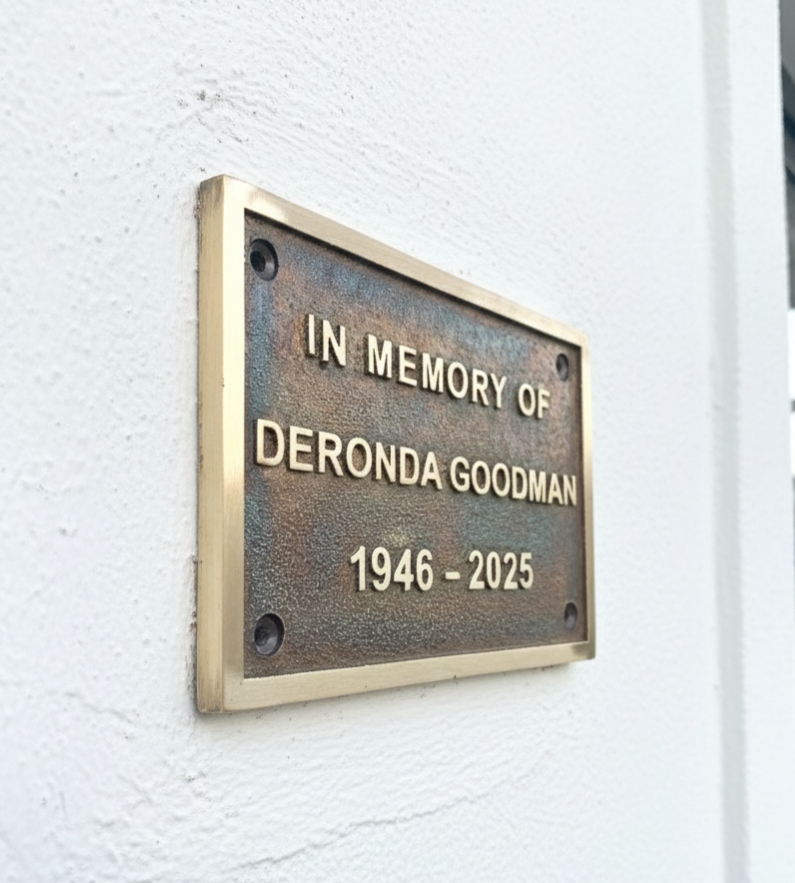 IN MEMORY OF
DERONDA GOODMAN
1946 – 2025